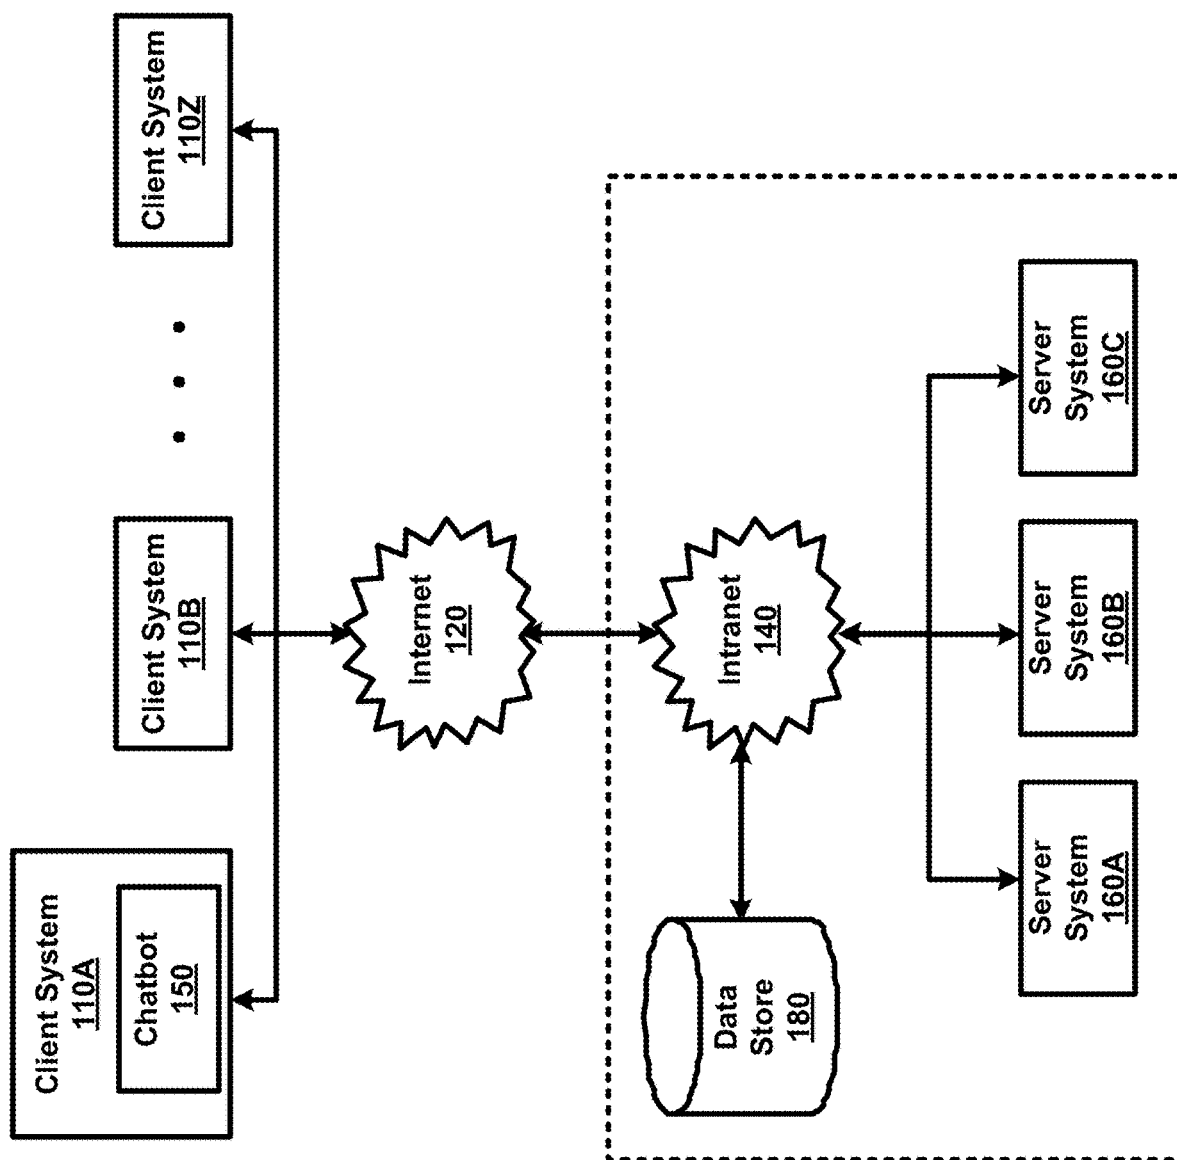 Client System
110A
Chatbot
150
Client System
110B
Client System
110Z
Internet
120
Intranet
140
Data
Store
180
Server
System
160A
Server
System
160B
Server
System
160C